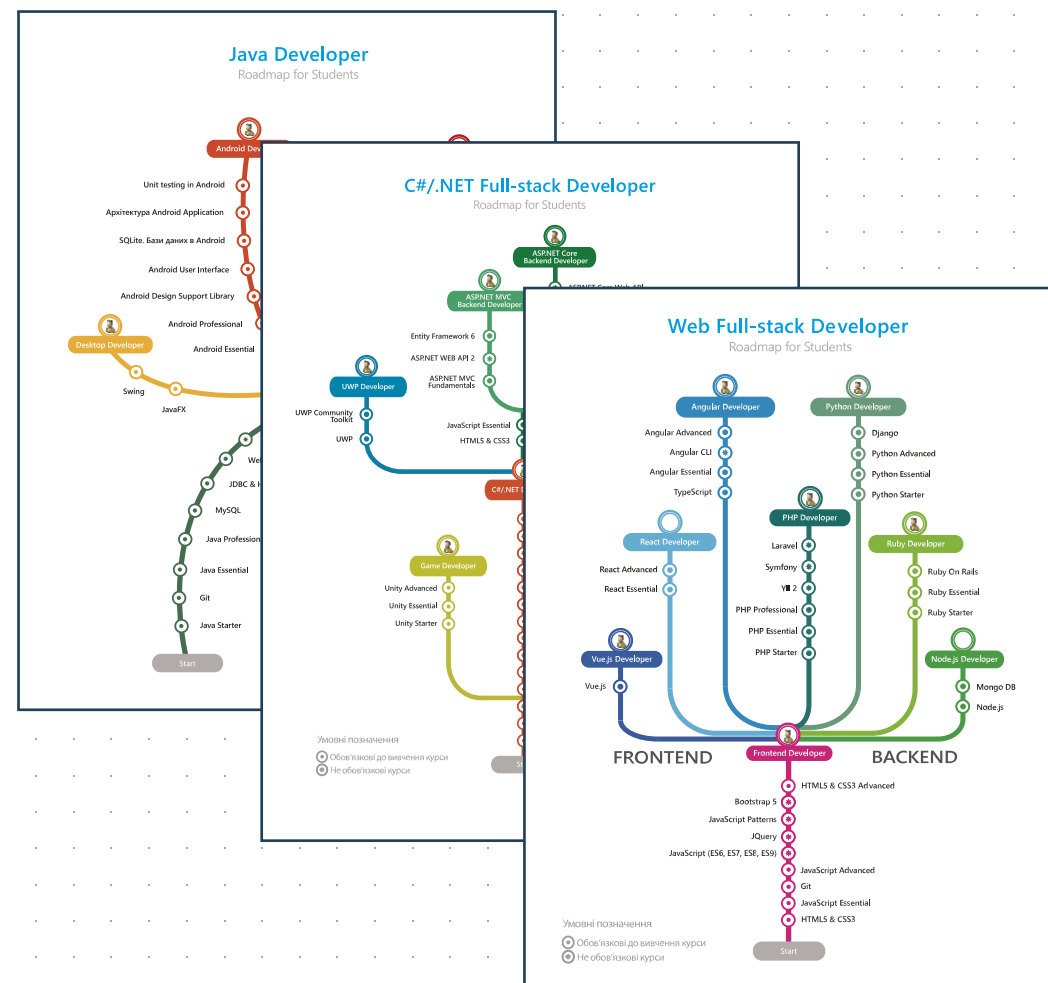 Java Developer
Roadmap for Students
Unit testing in Android
Архітектура Android Application
SQLite. Бази даних в Android
Android User Interface
Android Design Support Library
Android Professional
Desktop Developer
Android Essential
Swing
JavaFX
MySQL
Java Essential
Git
Java Starter
Start
C#/.NET Full-stack Developer
Roadmap for Students
ASP.NET Core
Backend Developer
ASP.NET MVC
Backend Developer
Entity Framework 6
ASP.NET WEB API 2
ASP.NET MVC
Fundamentals
UWP Developer
UWP Community
Toolkit
UWP
JavaScript Essential
HTML5 & CSS3
C#/.NET
Game Developer
Unity Advanced
Unity Essential
Unity Starter
Умовні позначення
Обов'язкові до вивчення курси
Не обов'язкові курси
Web Full-stack Developer
Roadmap for Students
Angular Developer
Python Developer
Angular Advanced
Angular CLI
Angular Essential
TypeScript
Django
Python Advanced
Python Essential
Python Starter
PHP Developer
React Developer
Ruby Developer
Laravel
Symfony
PHP Professional
PHP Essential
PHP Starter
React Advanced
React Essential
Ruby On Rails
Ruby Essential
Ruby Starter
Vue.js Developer
Node.js Developer
Vue.js
Mongo DB
Node.js
FRONTEND
BACKEND
Frontend Developer
HTML5 & CSS3 Advanced
Bootstrap 5
JavaScript Patterns
JQuery
JavaScript (ES6, ES7, ES8, ES9)
JavaScript Advanced
Git
JavaScript Essential
HTML5 & CSS3
Start
Умовні позначення
Обов'язкові до вивчення курси
Не обов'язкові курси